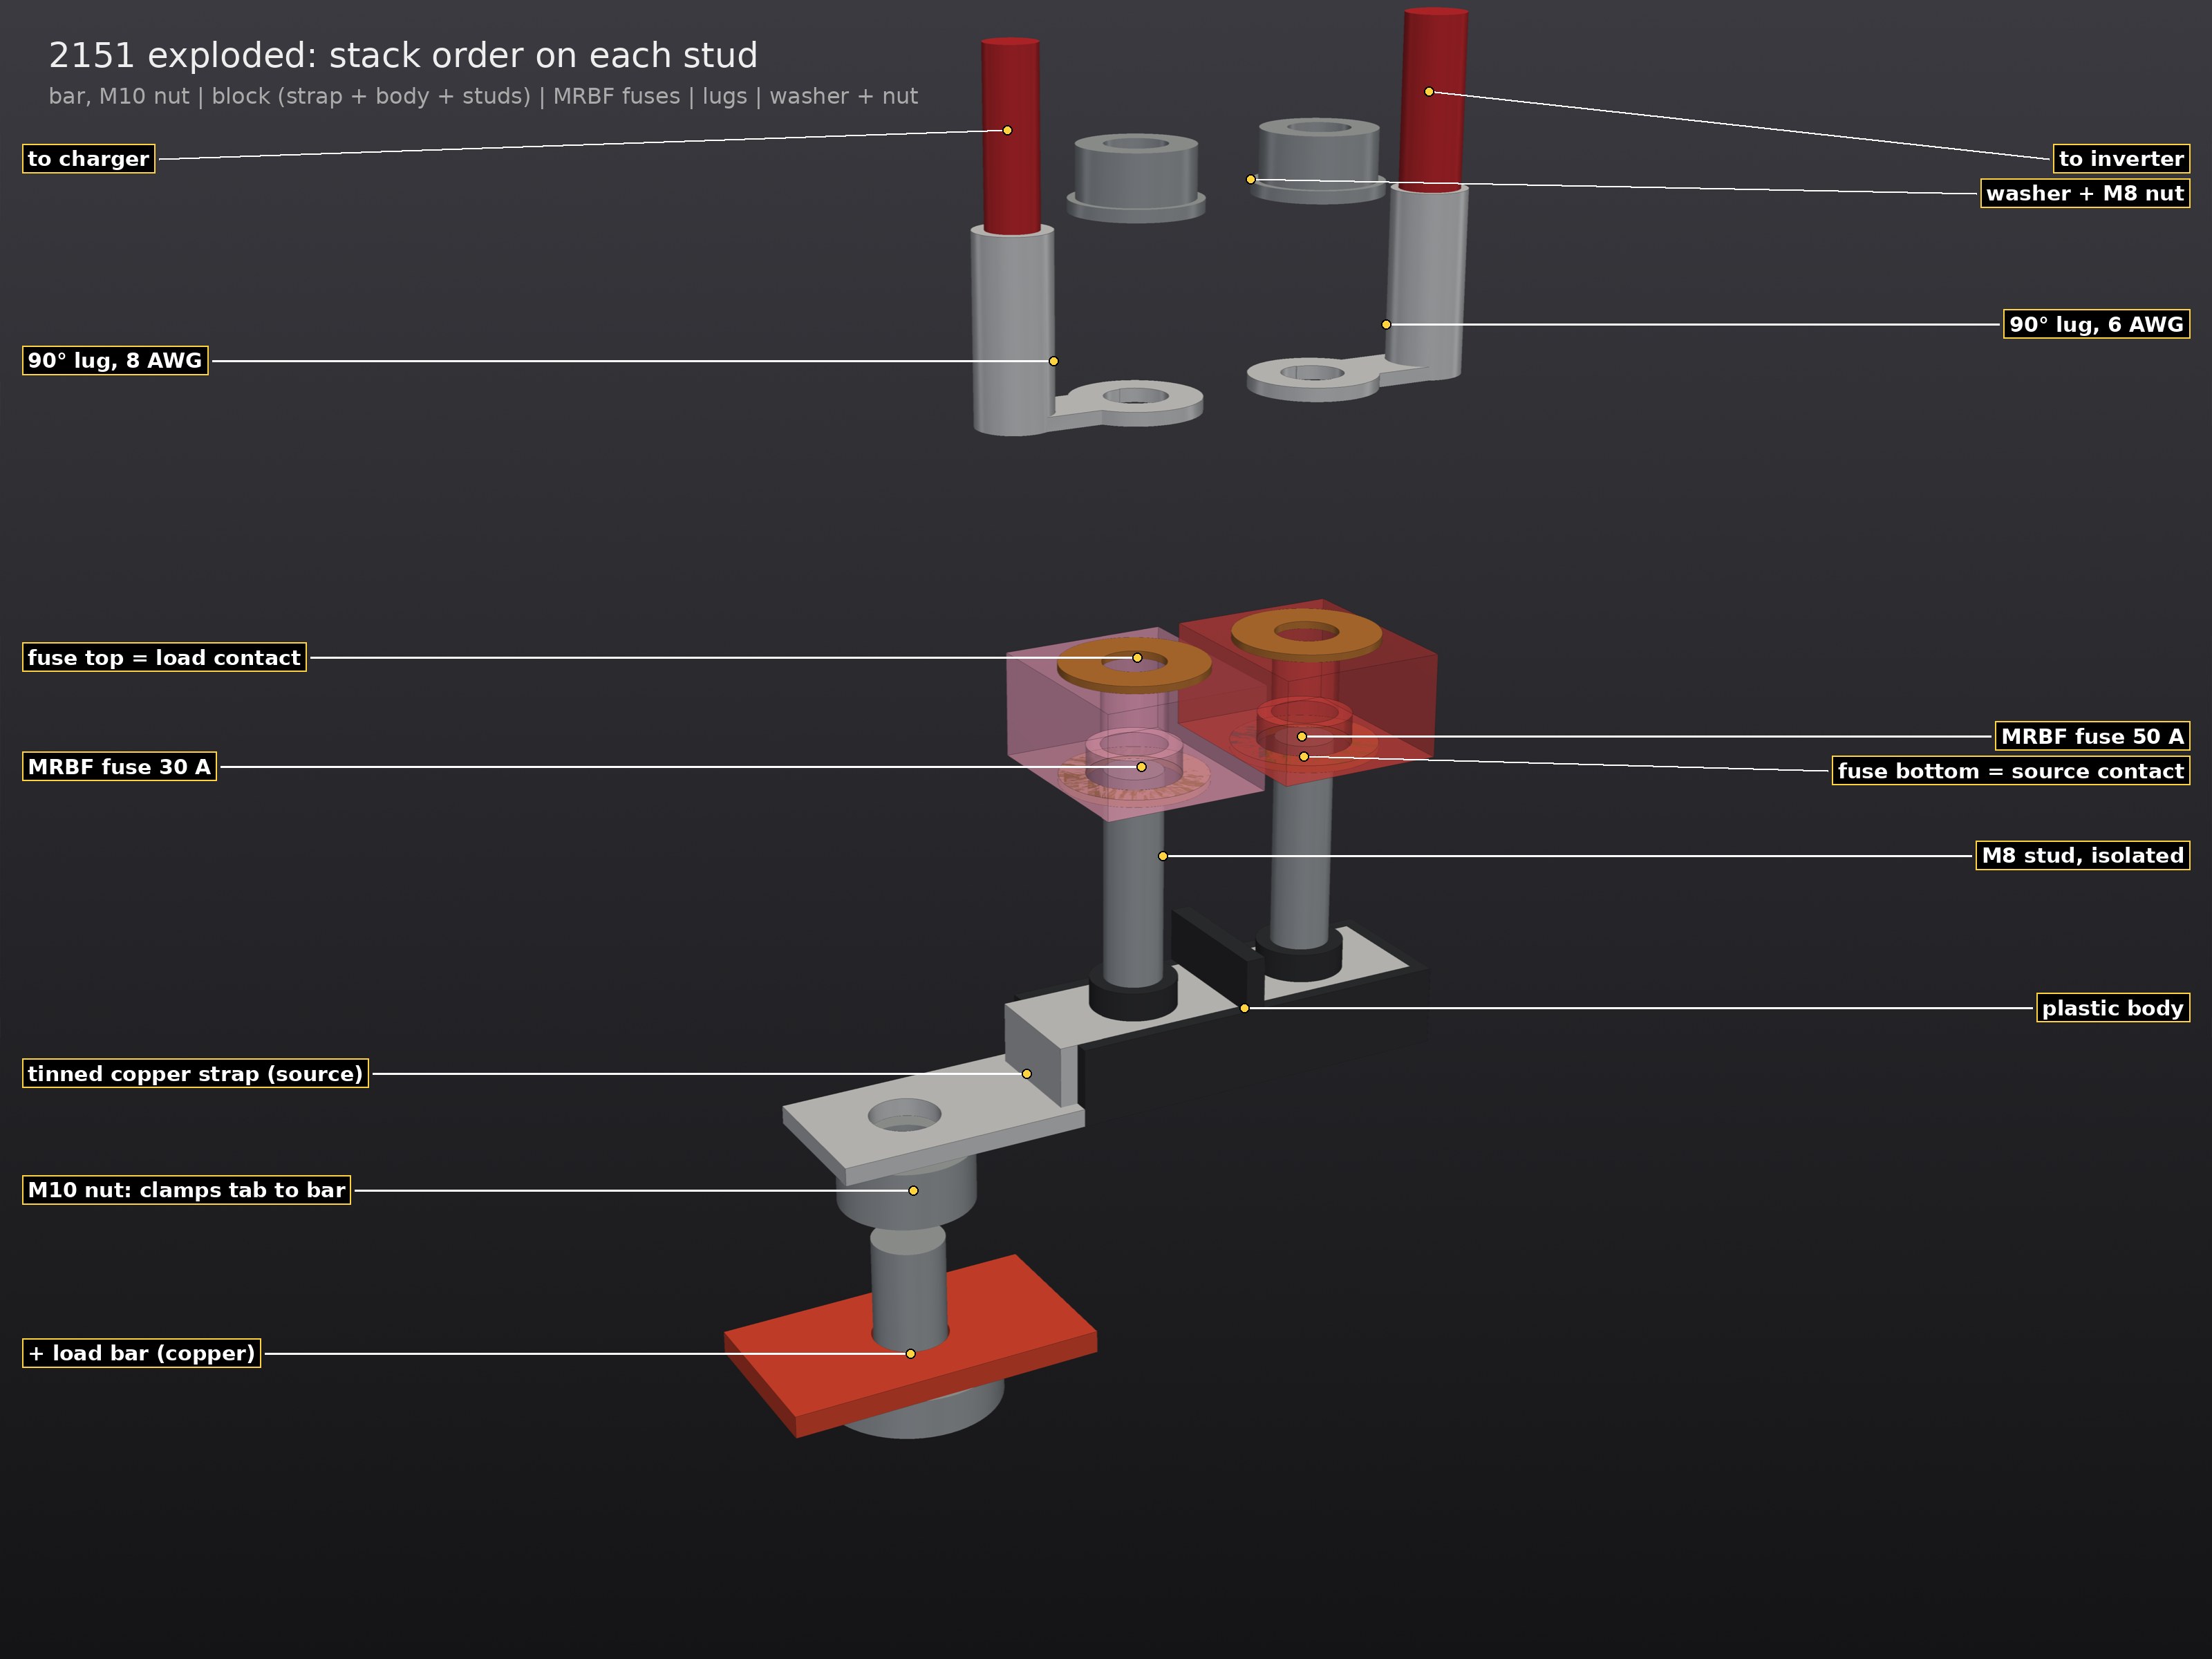 2151 exploded: stack order on each stud
bar, M10 nut | block (strap + body + studs) | MRBF fuses | lugs | washer + nut
to charger
to inverter
washer + M8 nut
90° lug, 6 AWG
90° lug, 8 AWG
fuse top = load contact
MRBF fuse 50 A
MRBF fuse 30 A
fuse bottom = source contact
M8 stud, isolated
plastic body
tinned copper strap (source)
M10 nut: clamps tab to bar
+ load bar (copper)